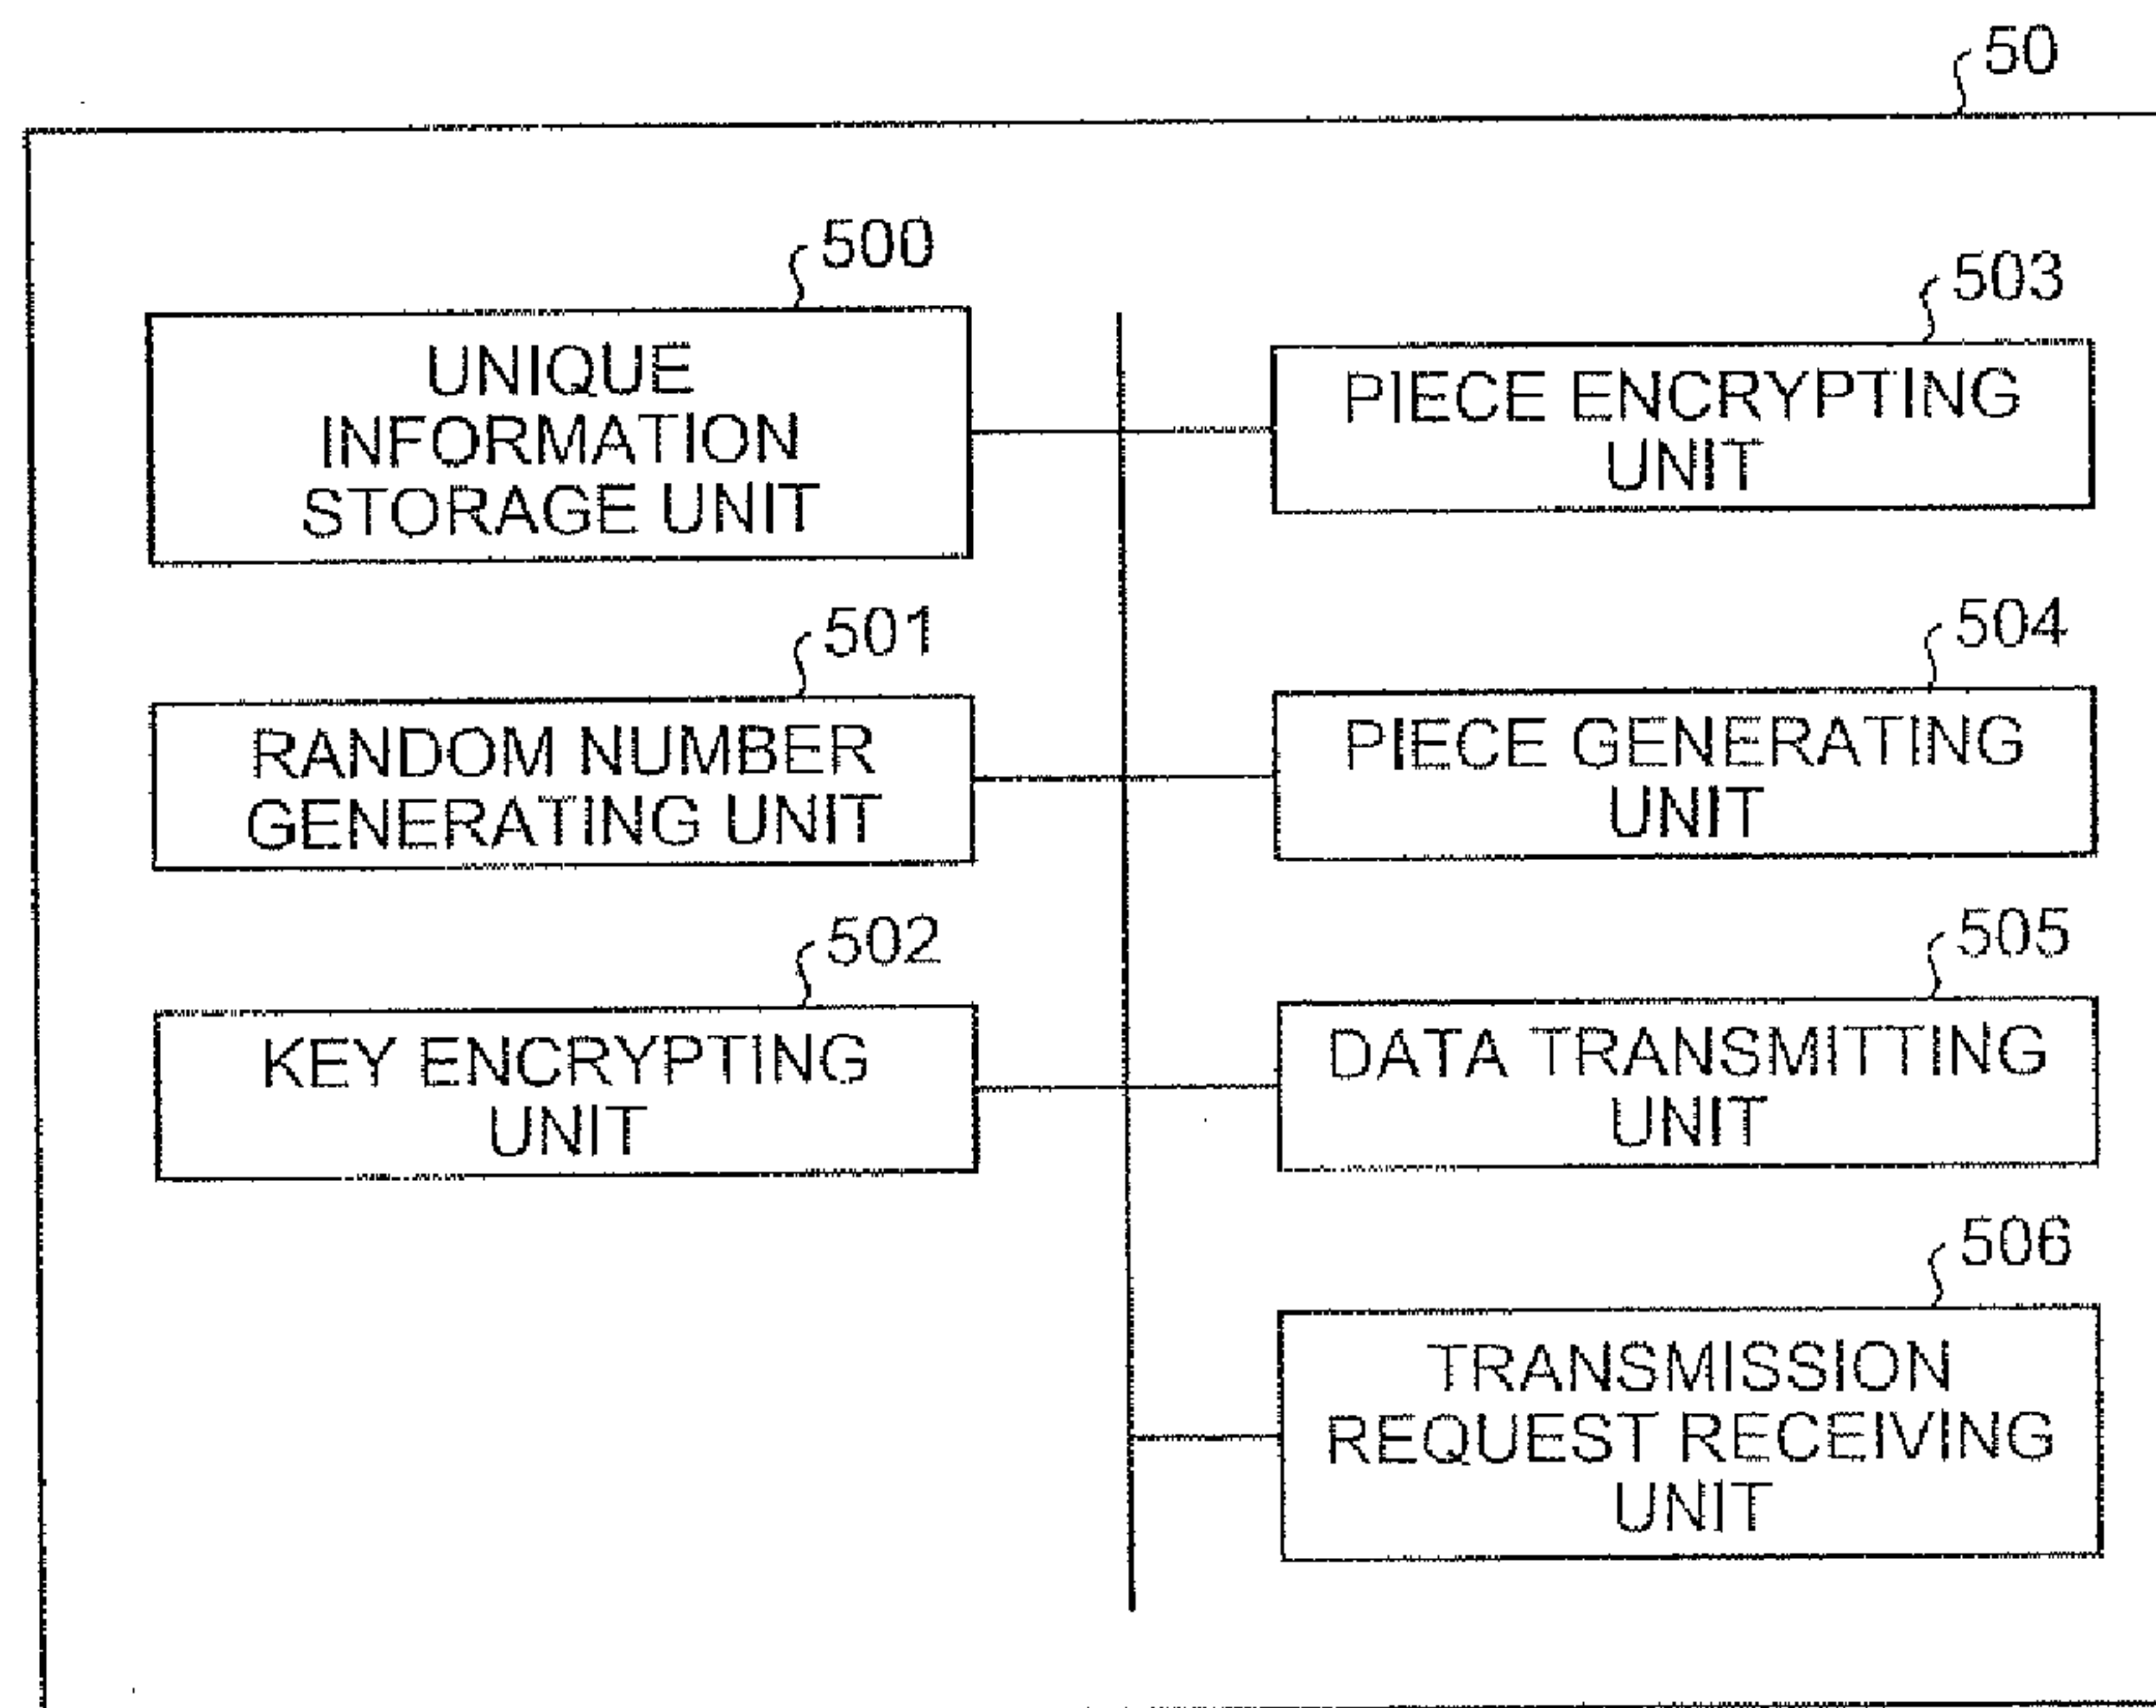 50
500
UNIQUE
INFORMATION
STORAGE UNIT
503
PIECE ENCRYPTING
UNIT
501
RANDOM NUMBER
GENERATING UNIT
504
PIECE GENERATING
UNIT
502
KEY ENCRYPTING
UNIT
505
DATA TRANSMITTING
UNIT
506
TRANSMISSION
REQUEST RECEIVING
UNIT